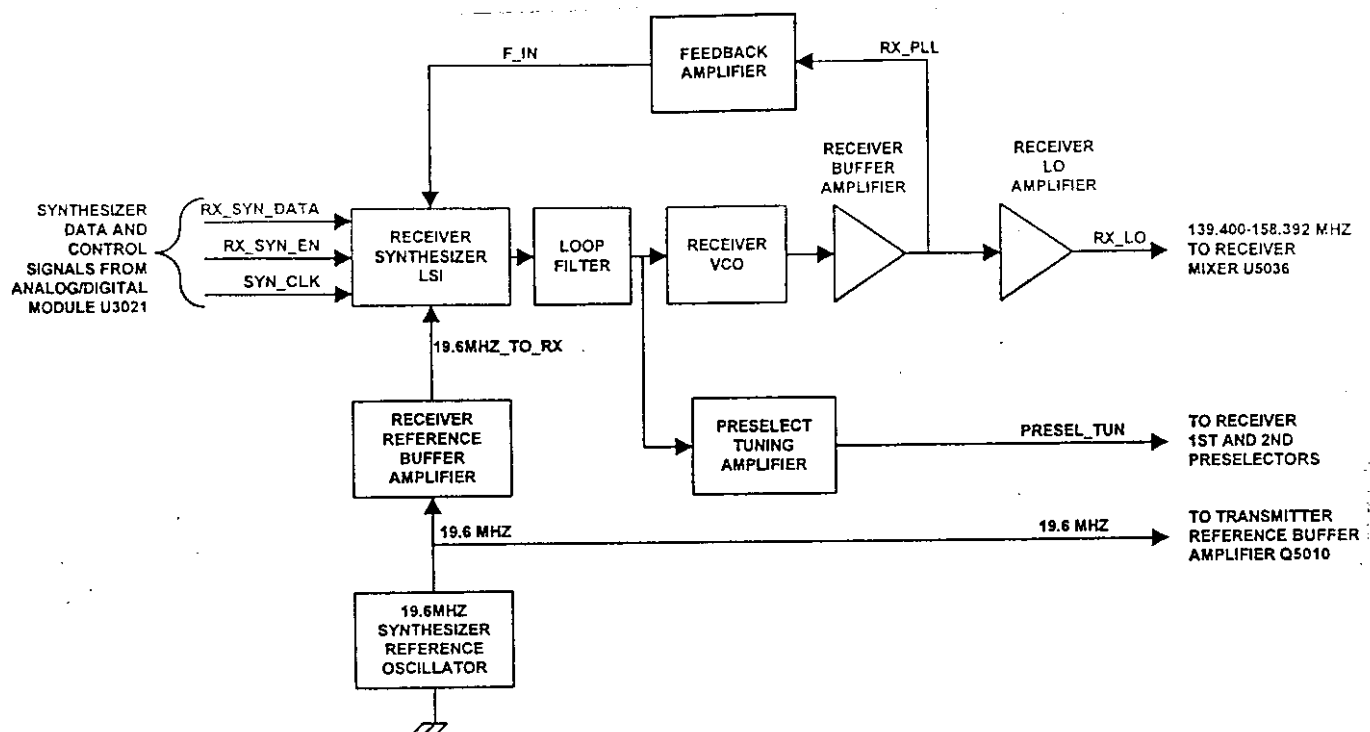 FEEDBACK
AMPLIFIER
F_IN
RX_PLL
RECEIVER
BUFFER
AMPLIFIER
RECEIVER
LO
AMPLIFIER
SYNTHESIZER
DATA AND
CONTROL
SIGNALS FROM
ANALOG/DIGITAL
MODULE U3021
RX_SYN_DATA
RX_SYN_EN
SYN_CLK
RECEIVER
SYNTHESIZER
LSI
LOOP
FILTER
RECEIVER
VCO
RX_LO
139.400-158.392 MHZ
TO RECEIVER
MIXER U5036
19.6MHZ_TO_RX
RECEIVER
REFERENCE
BUFFER
AMPLIFIER
PRESELECT
TUNING
AMPLIFIER
PRESEL_TUN
TO RECEIVER
1ST AND 2ND
PRESELECTORS
19.6 MHZ
19.6 MHZ
TO TRANSMITTER
REFERENCE BUFFER
AMPLIFIER Q5010
19.6MHZ
SYNTHESIZER
REFERENCE
OSCILLATOR